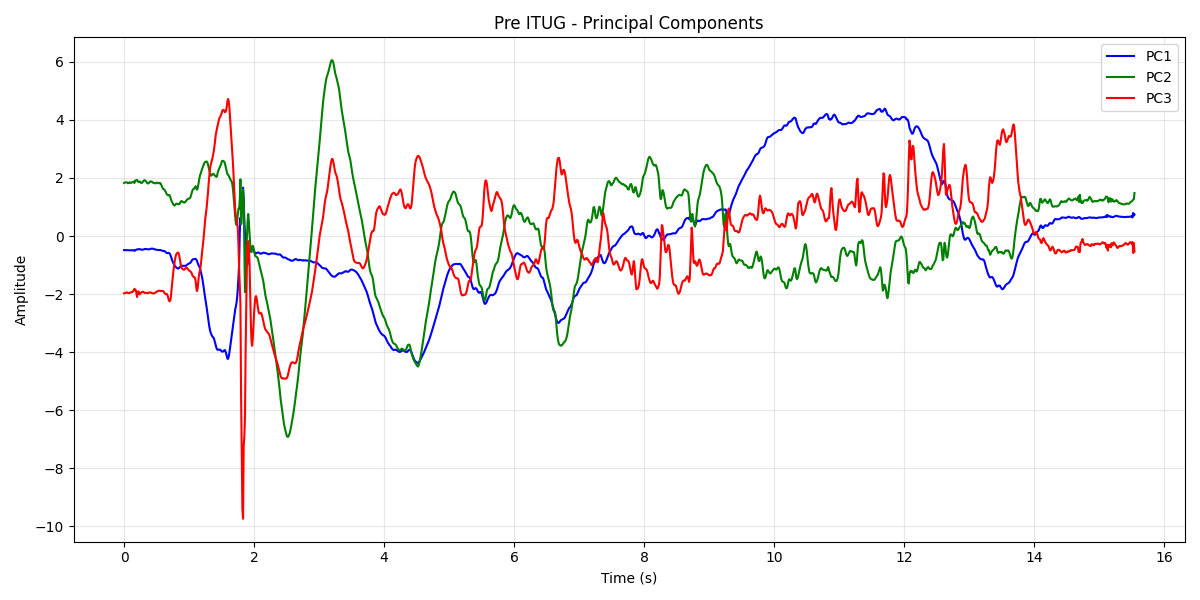 Pre ITUG - Principal Components
PC1
PC2
PC3
Amplitude
6
4
2
0
−2
−4
−6
−8
−10
0 2 4 6 8 10 12 14 16
Time (s)